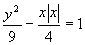 y²/9 − x|x|/4 = 1